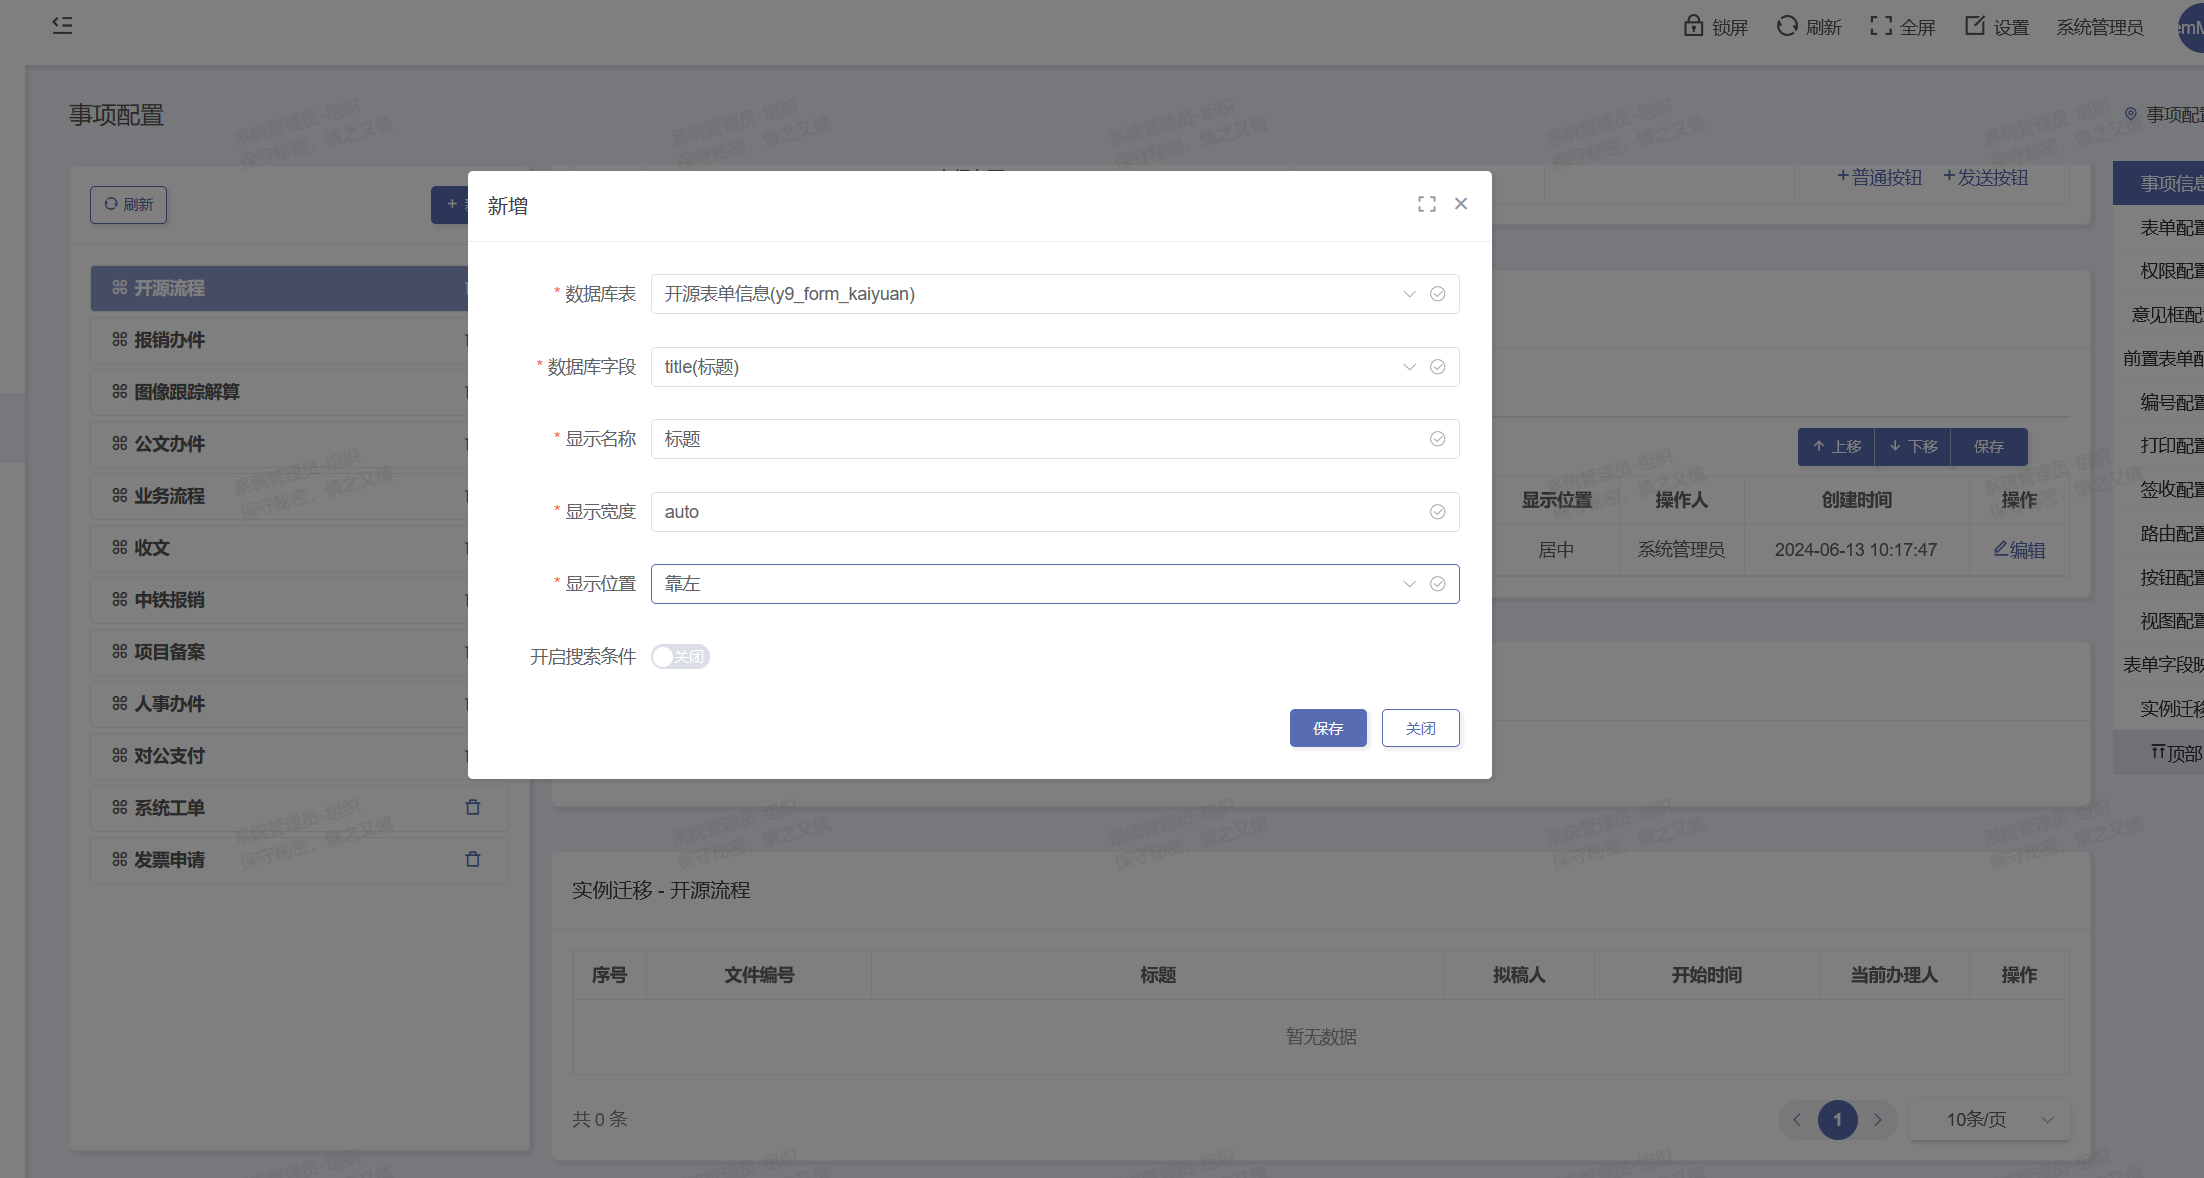 锁屏 刷新 全屏 设置 系统管理员
事项配置
刷新
开源流程
报销办件
图像跟踪解算
公文办件
业务流程
收文
中铁报销
项目备案
人事办件
对公支付
系统工单
发票申请
新增
* 数据库表 开源表单信息(y9_form_kaiyuan)
* 数据库字段 title(标题)
* 显示名称 标题
* 显示宽度 auto
* 显示位置 靠左
开启搜索条件 关闭
保存 关闭
+普通按钮 +发送按钮
上移 下移 保存
显示位置 操作人 创建时间 操作
居中 系统管理员 2024-06-13 10:17:47 编辑
实例迁移 - 开源流程
序号 文件编号 标题 拟稿人 开始时间 当前办理人 操作
暂无数据
共 0 条
1 10条/页
事项配置
事项信息
表单配置
权限配置
意见框配
前置表单配
编号配置
打印配置
签收配置
路由配置
按钮配置
视图配置
表单字段映
实例迁移
顶部
系统管理员-组织
保守秘密，慎之又慎